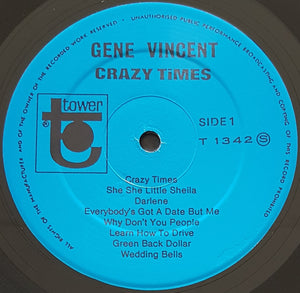 UNAUTHORISED PUBLIC PERFORMANCE BROADCASTING AND COPYING OF THIS RECORD PROHIBITED
ALL RIGHTS OF THE MANUFACTURER AND OF THE OWNER OF THE RECORDED WORK RESERVED
GENE VINCENT
CRAZY TIMES
tower
t
®
SIDE 1
T 1342 S
Crazy Times
She She Little Sheila
Darlene
Everybody's Got A Date But Me
Why Don't You People
Learn How To Drive
Green Back Dollar
Wedding Bells